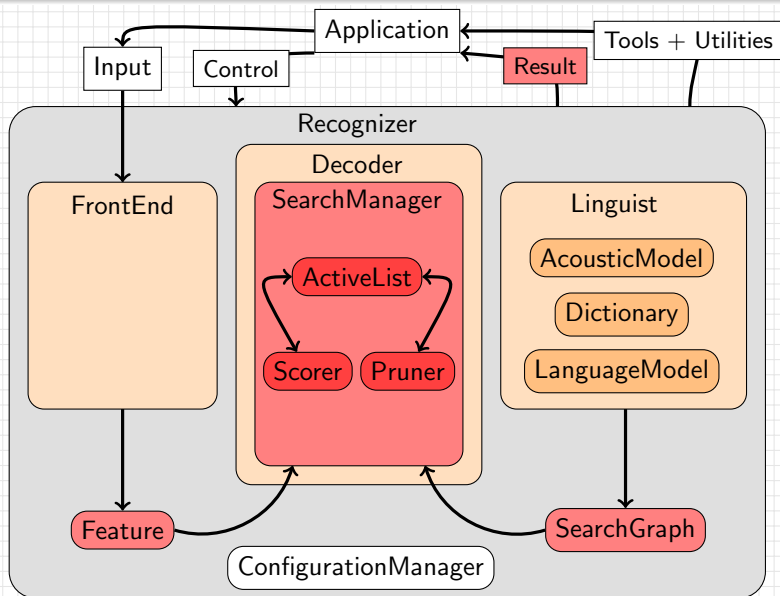 Application
Tools + Utilities
Input
Control
Result
Recognizer
Decoder
FrontEnd
SearchManager
Linguist
AcousticModel
ActiveList
Dictionary
Scorer
Pruner
LanguageModel
Feature
SearchGraph
ConfigurationManager